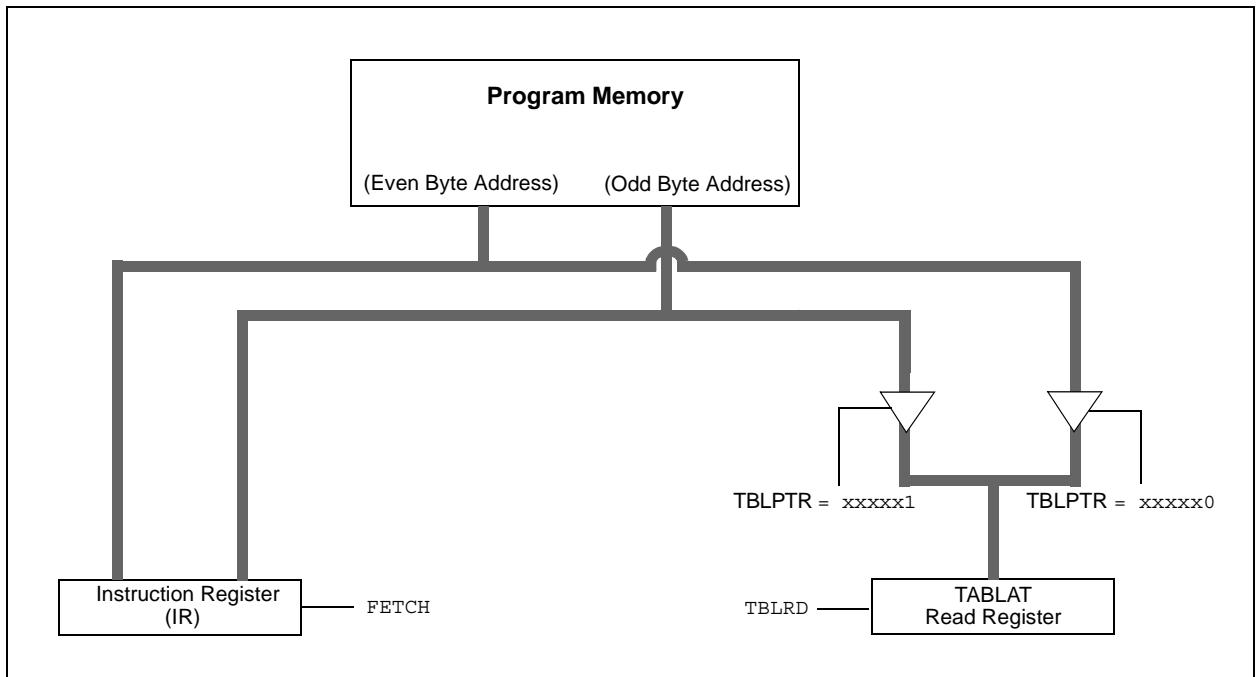 Program Memory
(Even Byte Address) (Odd Byte Address)
TBLPTR = xxxxx1 TBLPTR = xxxxx0
Instruction Register
(IR)
FETCH
TBLRD
TABLAT
Read Register